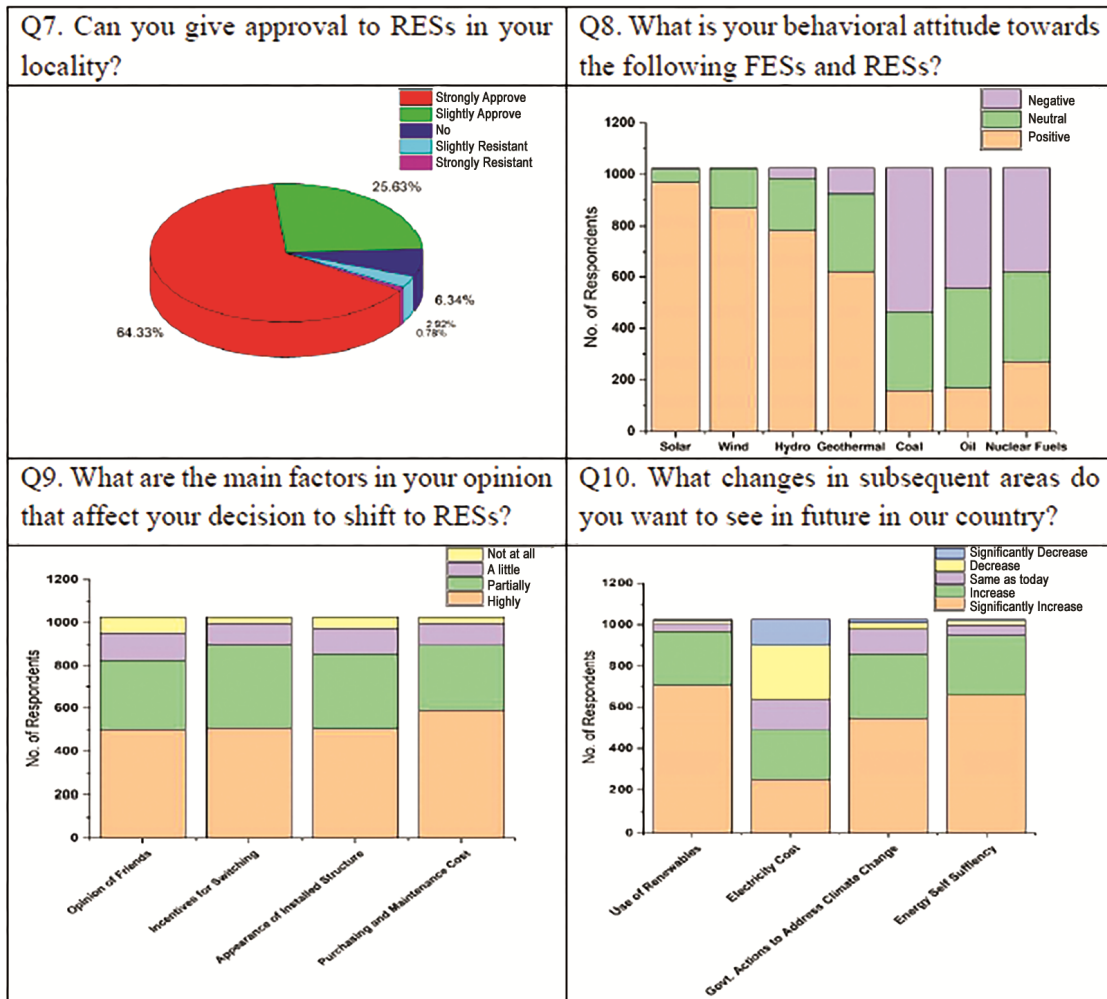 Q7. Can you give approval to RESs in your
locality?
Strongly Approve
Slightly Approve
No
Slightly Resistant
Strongly Resistant
25.63%
6.34%
2.92%
0.78%
64.33%
Q8. What is your behavioral attitude towards
the following FESs and RESs?
Negative
Neutral
Positive
1200
1000
800
600
400
200
0
No. of Respondents
Solar Wind Hydro Geothermal Coal Oil Nuclear Fuels
Q9. What are the main factors in your opinion
that affect your decision to shift to RESs?
Not at all
A little
Partially
Highly
1200
1000
800
600
400
200
0
No. of Respondents
Opinion of Friends
Incentives for Switching
Appearance of Installed Structure
Purchasing and Maintenance Cost
Q10. What changes in subsequent areas do
you want to see in future in our country?
Significantly Decrease
Decrease
Same as today
Increase
Significantly Increase
1200
1000
800
600
400
200
0
No. of Respondents
Use of Renewables
Electricity Cost
Govt. Actions to Address Climate Change
Energy Self Suffiency